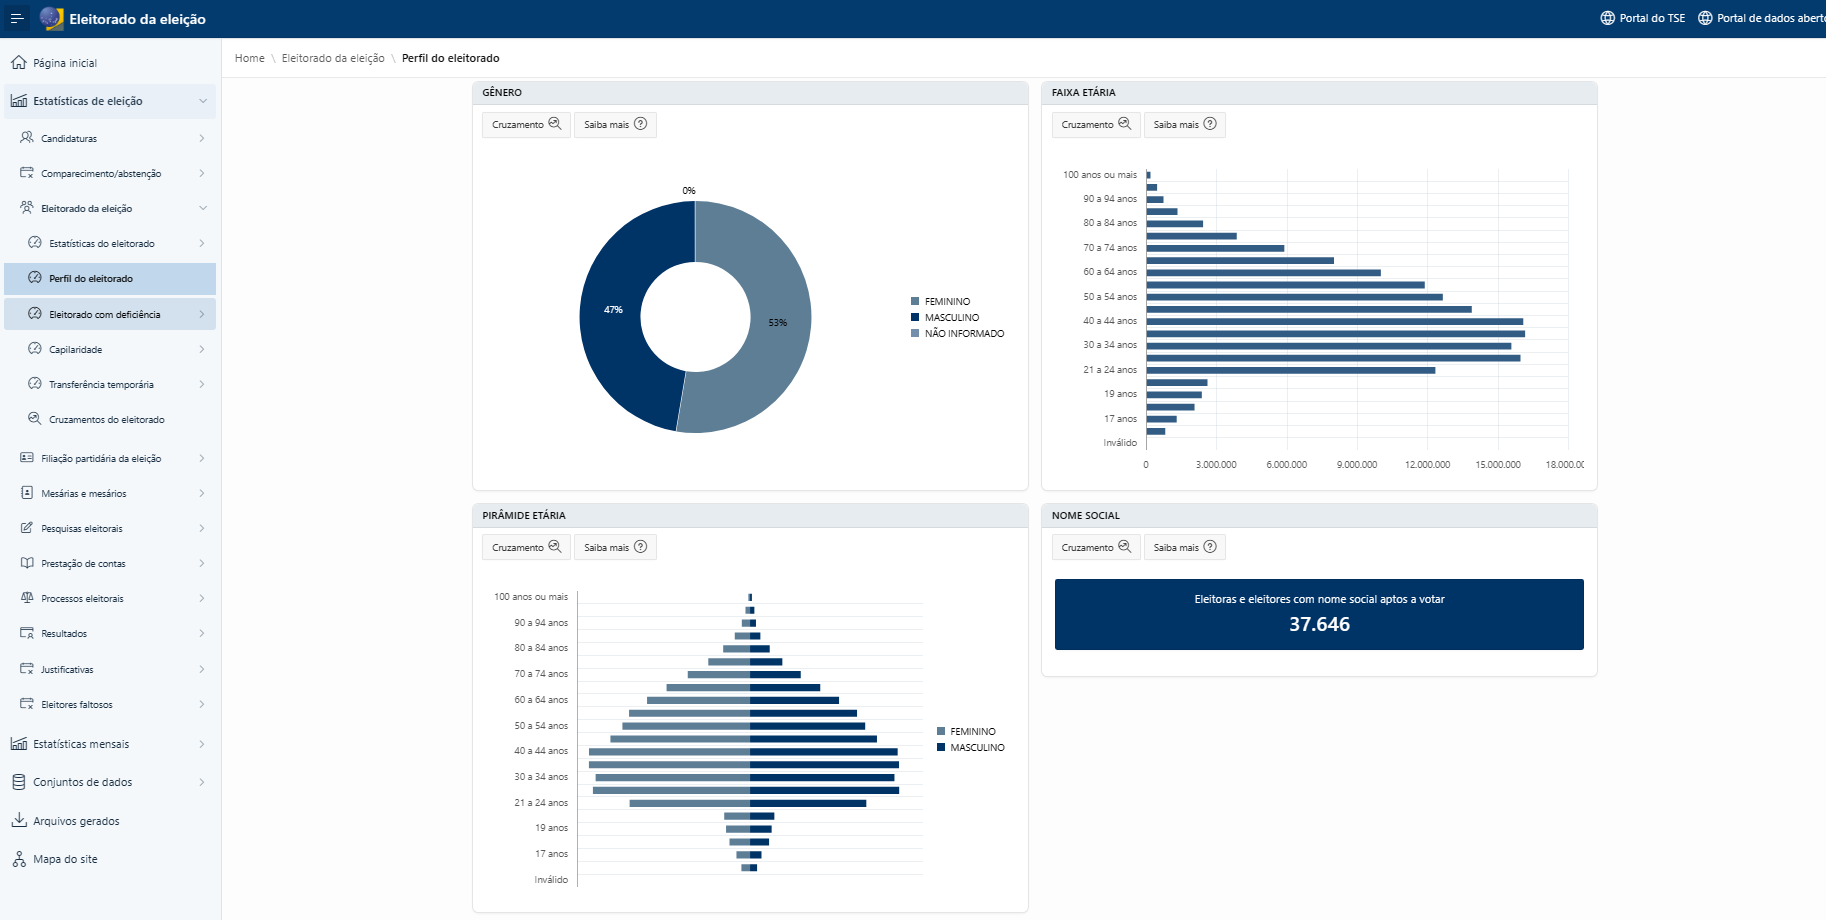 Eleitorado da eleição
Portal do TSE
Portal de dados aberto
Página inicial
Estatísticas de eleição
Candidaturas
Comparecimento/abstenção
Eleitorado da eleição
Estatísticas do eleitorado
Perfil do eleitorado
Eleitorado com deficiência
Capilaridade
Transferência temporária
Cruzamentos do eleitorado
Filiação partidária da eleição
Mesárias e mesários
Pesquisas eleitorais
Prestação de contas
Processos eleitorais
Resultados
Justificativas
Eleitores faltosos
Estatísticas mensais
Conjuntos de dados
Arquivos gerados
Mapa do site
Home \ Eleitorado da eleição \ Perfil do eleitorado
GÊNERO
Cruzamento
Saiba mais
0%
47%
53%
FEMININO
MASCULINO
NÃO INFORMADO
FAIXA ETÁRIA
Cruzamento
Saiba mais
100 anos ou mais
90 a 94 anos
80 a 84 anos
70 a 74 anos
60 a 64 anos
50 a 54 anos
40 a 44 anos
30 a 34 anos
21 a 24 anos
19 anos
17 anos
Inválido
0 3.000.000 6.000.000 9.000.000 12.000.000 15.000.000 18.000.00
PIRÂMIDE ETÁRIA
Cruzamento
Saiba mais
100 anos ou mais
90 a 94 anos
80 a 84 anos
70 a 74 anos
60 a 64 anos
50 a 54 anos
40 a 44 anos
30 a 34 anos
21 a 24 anos
19 anos
17 anos
Inválido
FEMININO
MASCULINO
NOME SOCIAL
Cruzamento
Saiba mais
Eleitoras e eleitores com nome social aptos a votar
37.646